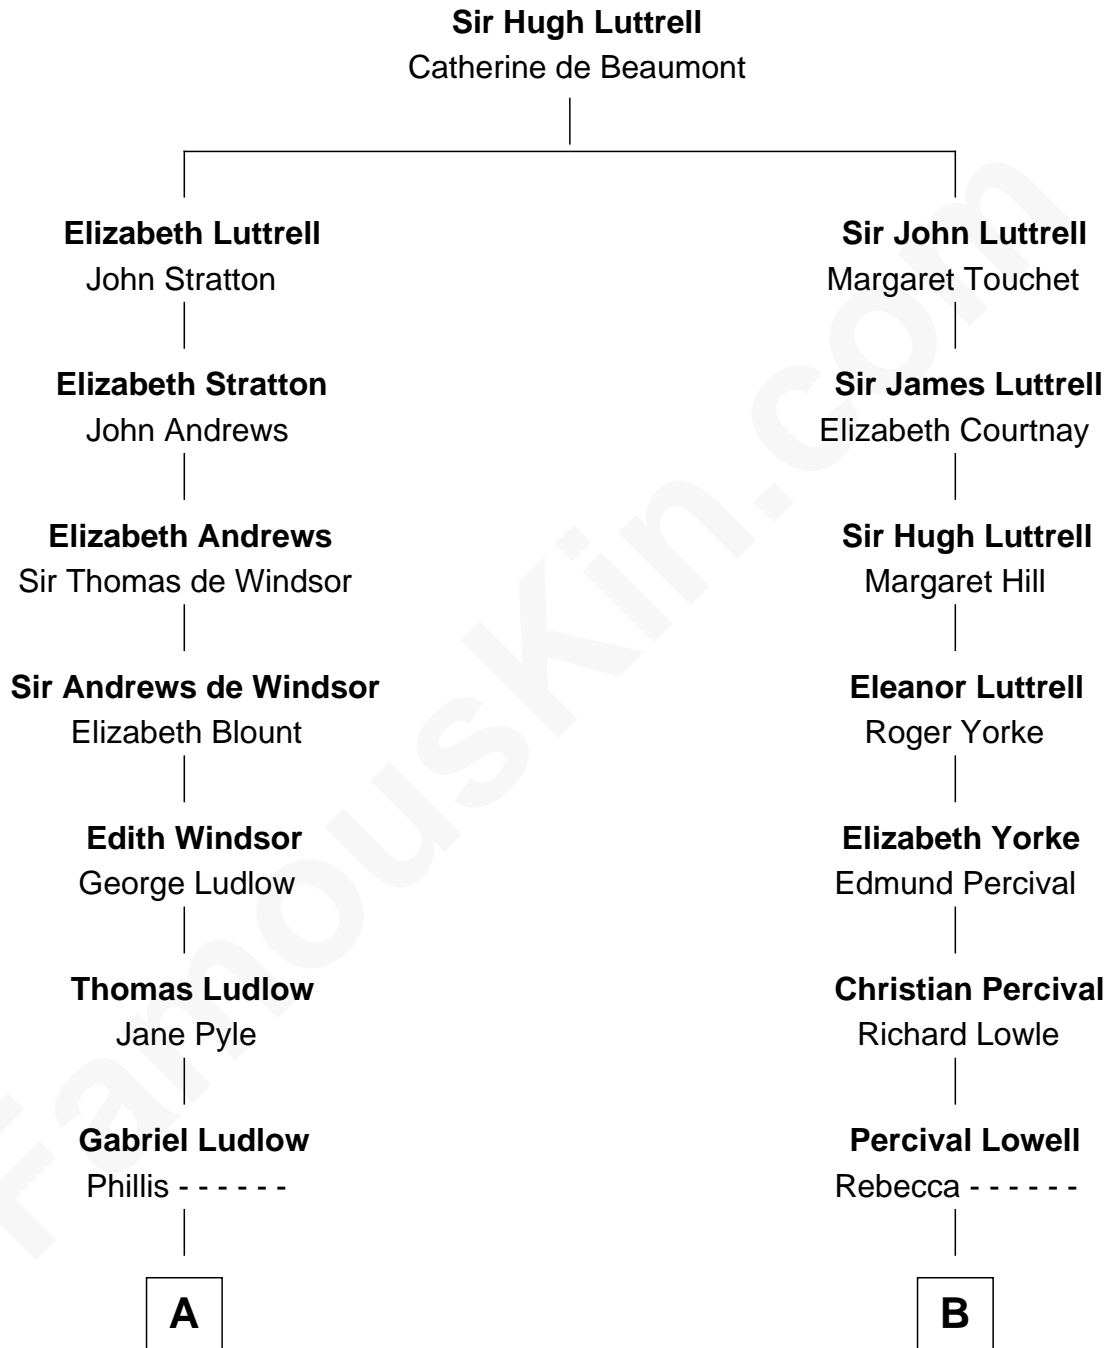 Sir Hugh Luttrell
Catherine de Beaumont
Elizabeth Luttrell
John Stratton
Sir John Luttrell
Margaret Touchet
Elizabeth Stratton
John Andrews
Sir James Luttrell
Elizabeth Courtnay
Elizabeth Andrews
Sir Thomas de Windsor
Sir Hugh Luttrell
Margaret Hill
Sir Andrews de Windsor
Elizabeth Blount
Eleanor Luttrell
Roger Yorke
Edith Windsor
George Ludlow
Elizabeth Yorke
Edmund Percival
Thomas Ludlow
Jane Pyle
Christian Percival
Richard Lowle
Gabriel Ludlow
Phillis - - - - - -
Percival Lowell
Rebecca - - - - - -
A
B
FamousKin.com